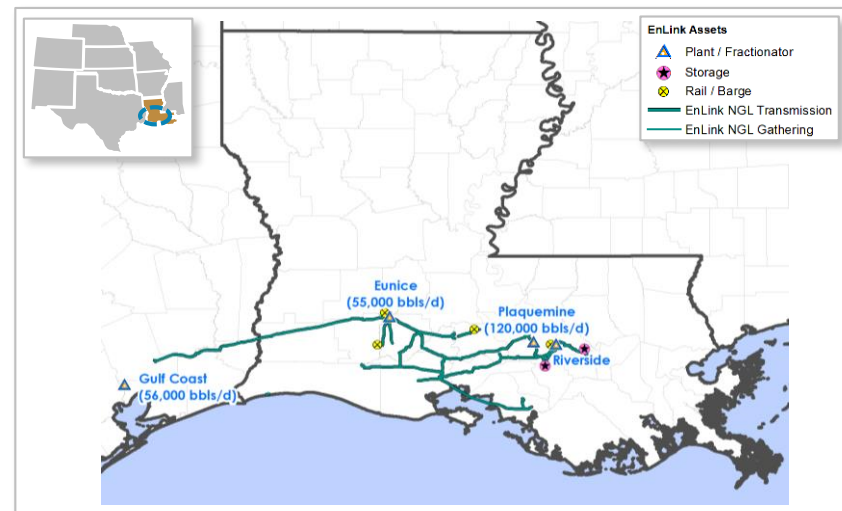 EnLink Assets
Plant / Fractionator
Storage
Rail / Barge
EnLink NGL Transmission
EnLink NGL Gathering
Eunice
(55,000 bbls/d)
Plaquemine
(120,000 bbls/d)
Riverside
Gulf Coast
(56,000 bbls/d)